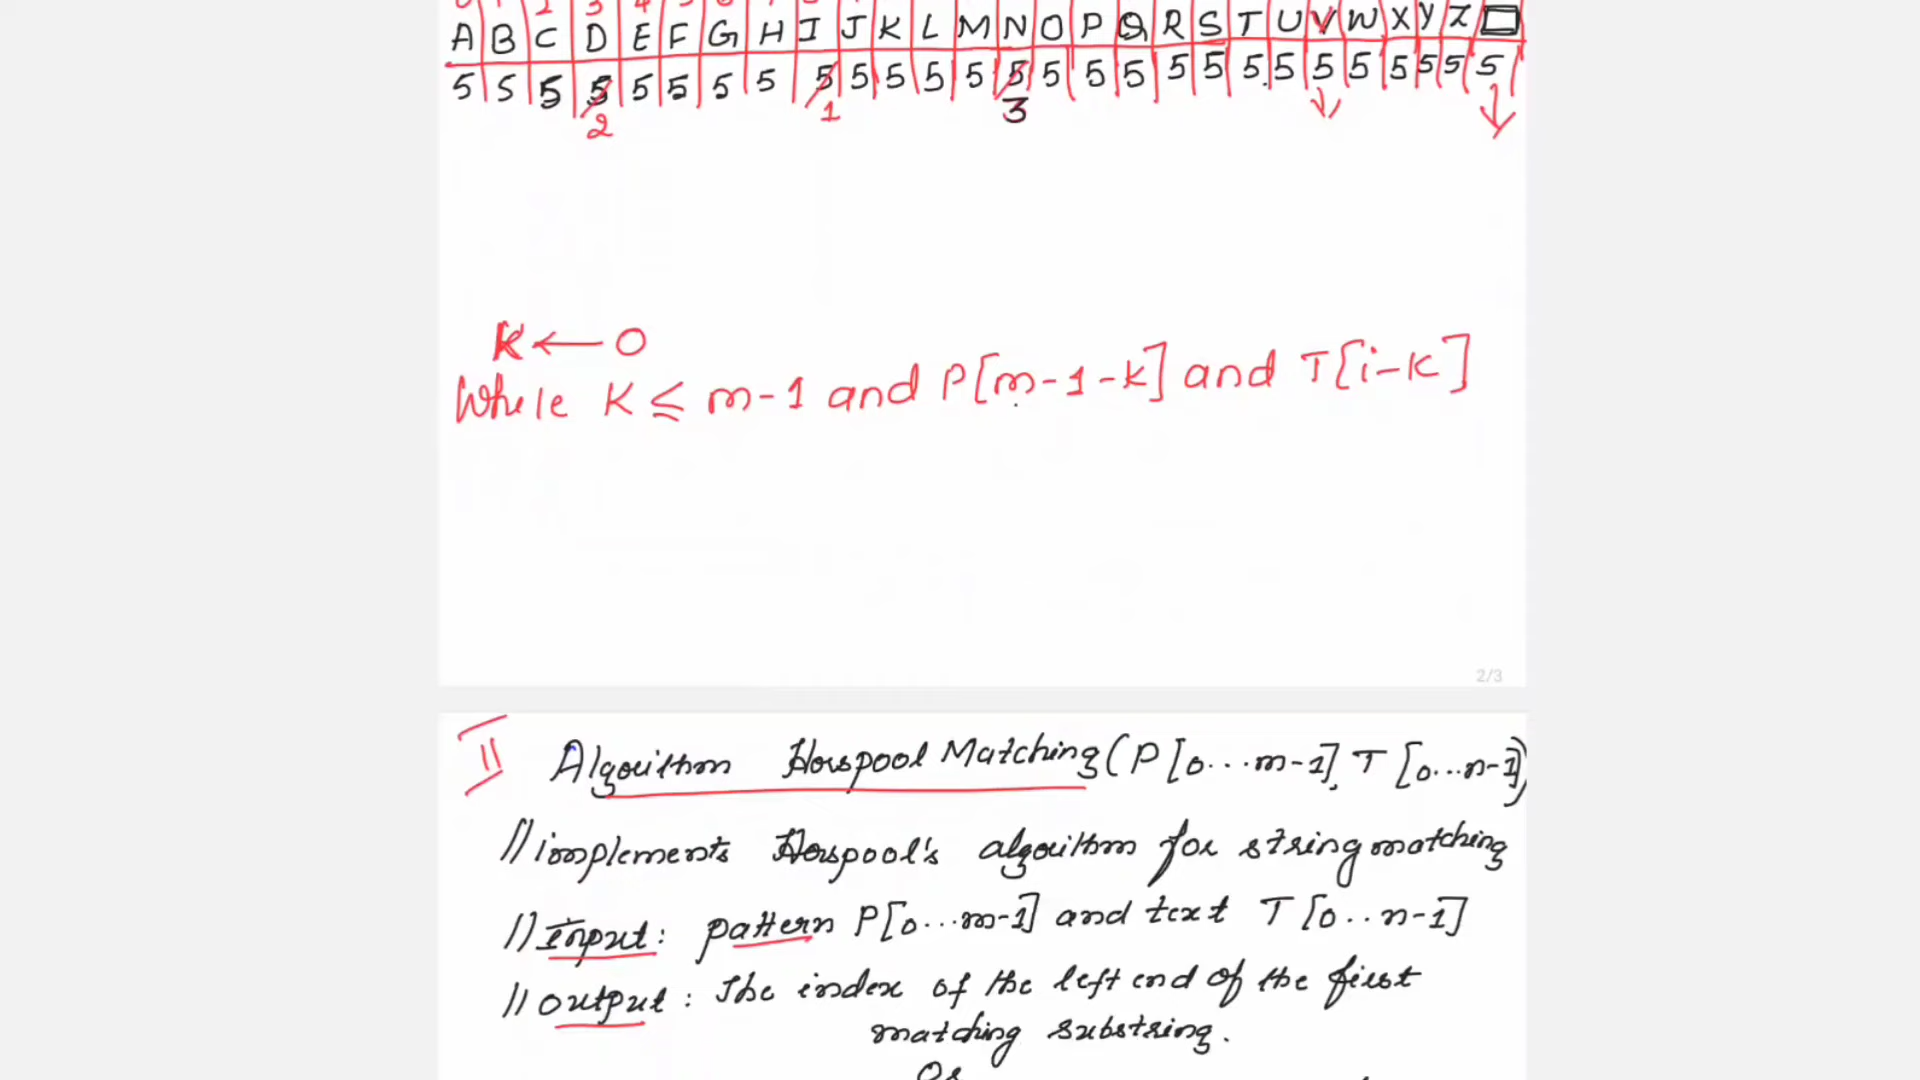 A B C D E F G H I J K L M N O P Q R S T U V W X Y Z
5 5 5 5 5 5 5 5 5 5 5 5 5 5 5 5 5 5 5 5 5 5 5 5 5 5 5
2 1 3
K ← 0
While K ≤ m-1 and P[m-1-k] and T[i-k]
2/3
II Algorithm Horspool Matching (P[0...m-1], T[0...n-1])
//implements Horspool's algorithm for string matching
//Input: pattern P[0...m-1] and text T[0..n-1]
//output: The index of the left end of the first
matching substring.